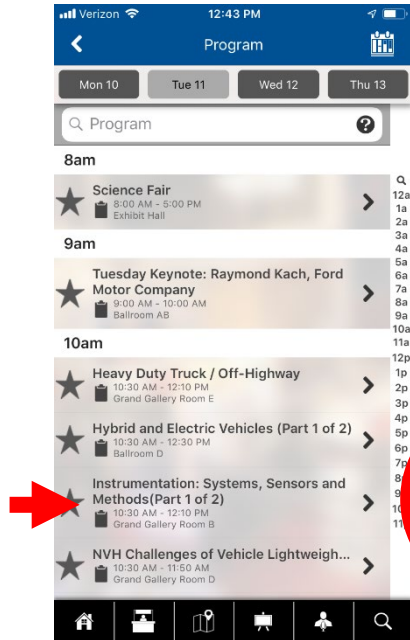 Verizon 12:43 PM
Program
Mon 10 Tue 11 Wed 12 Thu 13
Program ?
8am
Science Fair
8:00 AM - 5:00 PM
Exhibit Hall
9am
Tuesday Keynote: Raymond Kach, Ford
Motor Company
9:00 AM - 10:00 AM
Ballroom AB
10am
Heavy Duty Truck / Off-Highway
10:30 AM - 12:10 PM
Grand Gallery Room E
Hybrid and Electric Vehicles (Part 1 of 2)
10:30 AM - 12:30 PM
Ballroom D
Instrumentation: Systems, Sensors and
Methods(Part 1 of 2)
10:30 AM - 12:10 PM
Grand Gallery Room B
NVH Challenges of Vehicle Lightweigh...
10:30 AM - 11:50 AM
Grand Gallery Room D
12a
1a
2a
3a
4a
5a
6a
7a
8a
9a
10a
11a
12p
1p
2p
3p
4p
5p
6p